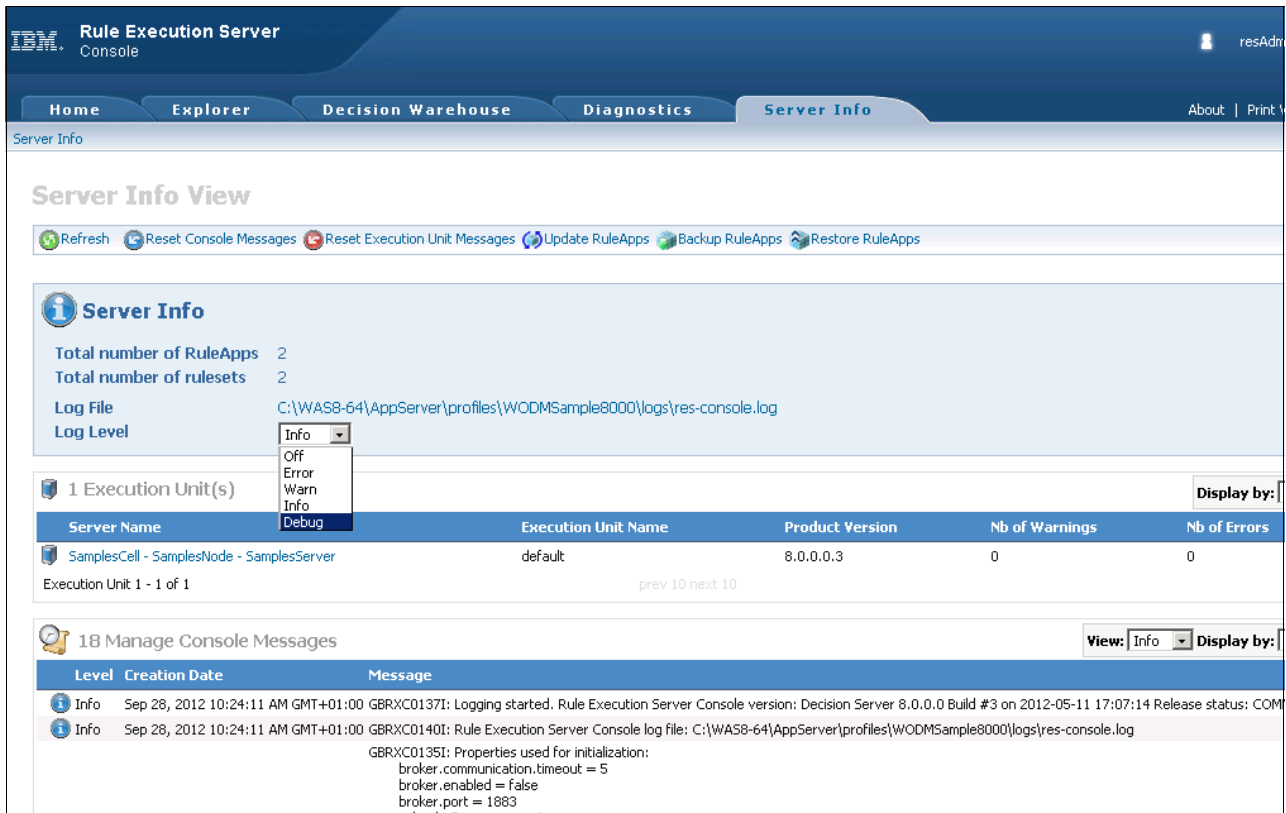 IBM. Rule Execution Server
Console
resAdm
Home Explorer Decision Warehouse Diagnostics Server Info About | Print
Server Info
Server Info View
Refresh Reset Console Messages Reset Execution Unit Messages Update RuleApps Backup RuleApps Restore RuleApps
Server Info
Total number of RuleApps 2
Total number of rulesets 2
Log File C:\WAS8-64\AppServer\profiles\WODMSample8000\logs\res-console.log
Log Level Info
Off
Error
Warn
Info
Debug
1 Execution Unit(s) Display by:
Server Name Execution Unit Name Product Version Nb of Warnings Nb of Errors
SamplesCell - SamplesNode - SamplesServer default 8.0.0.0.3 0 0
Execution Unit 1 - 1 of 1 prev 10 next 10
18 Manage Console Messages View: Info Display by:
Level Creation Date Message
Info Sep 28, 2012 10:24:11 AM GMT+01:00 GBRXC0137I: Logging started. Rule Execution Server Console version: Decision Server 8.0.0.0 Build #3 on 2012-05-11 17:07:14 Release status: COM
Info Sep 28, 2012 10:24:11 AM GMT+01:00 GBRXC0140I: Rule Execution Server Console log file: C:\WAS8-64\AppServer\profiles\WODMSample8000\logs\res-console.log
GBRXC0135I: Properties used for initialization:
broker.communication.timeout = 5
broker.enabled = false
broker.port = 1883